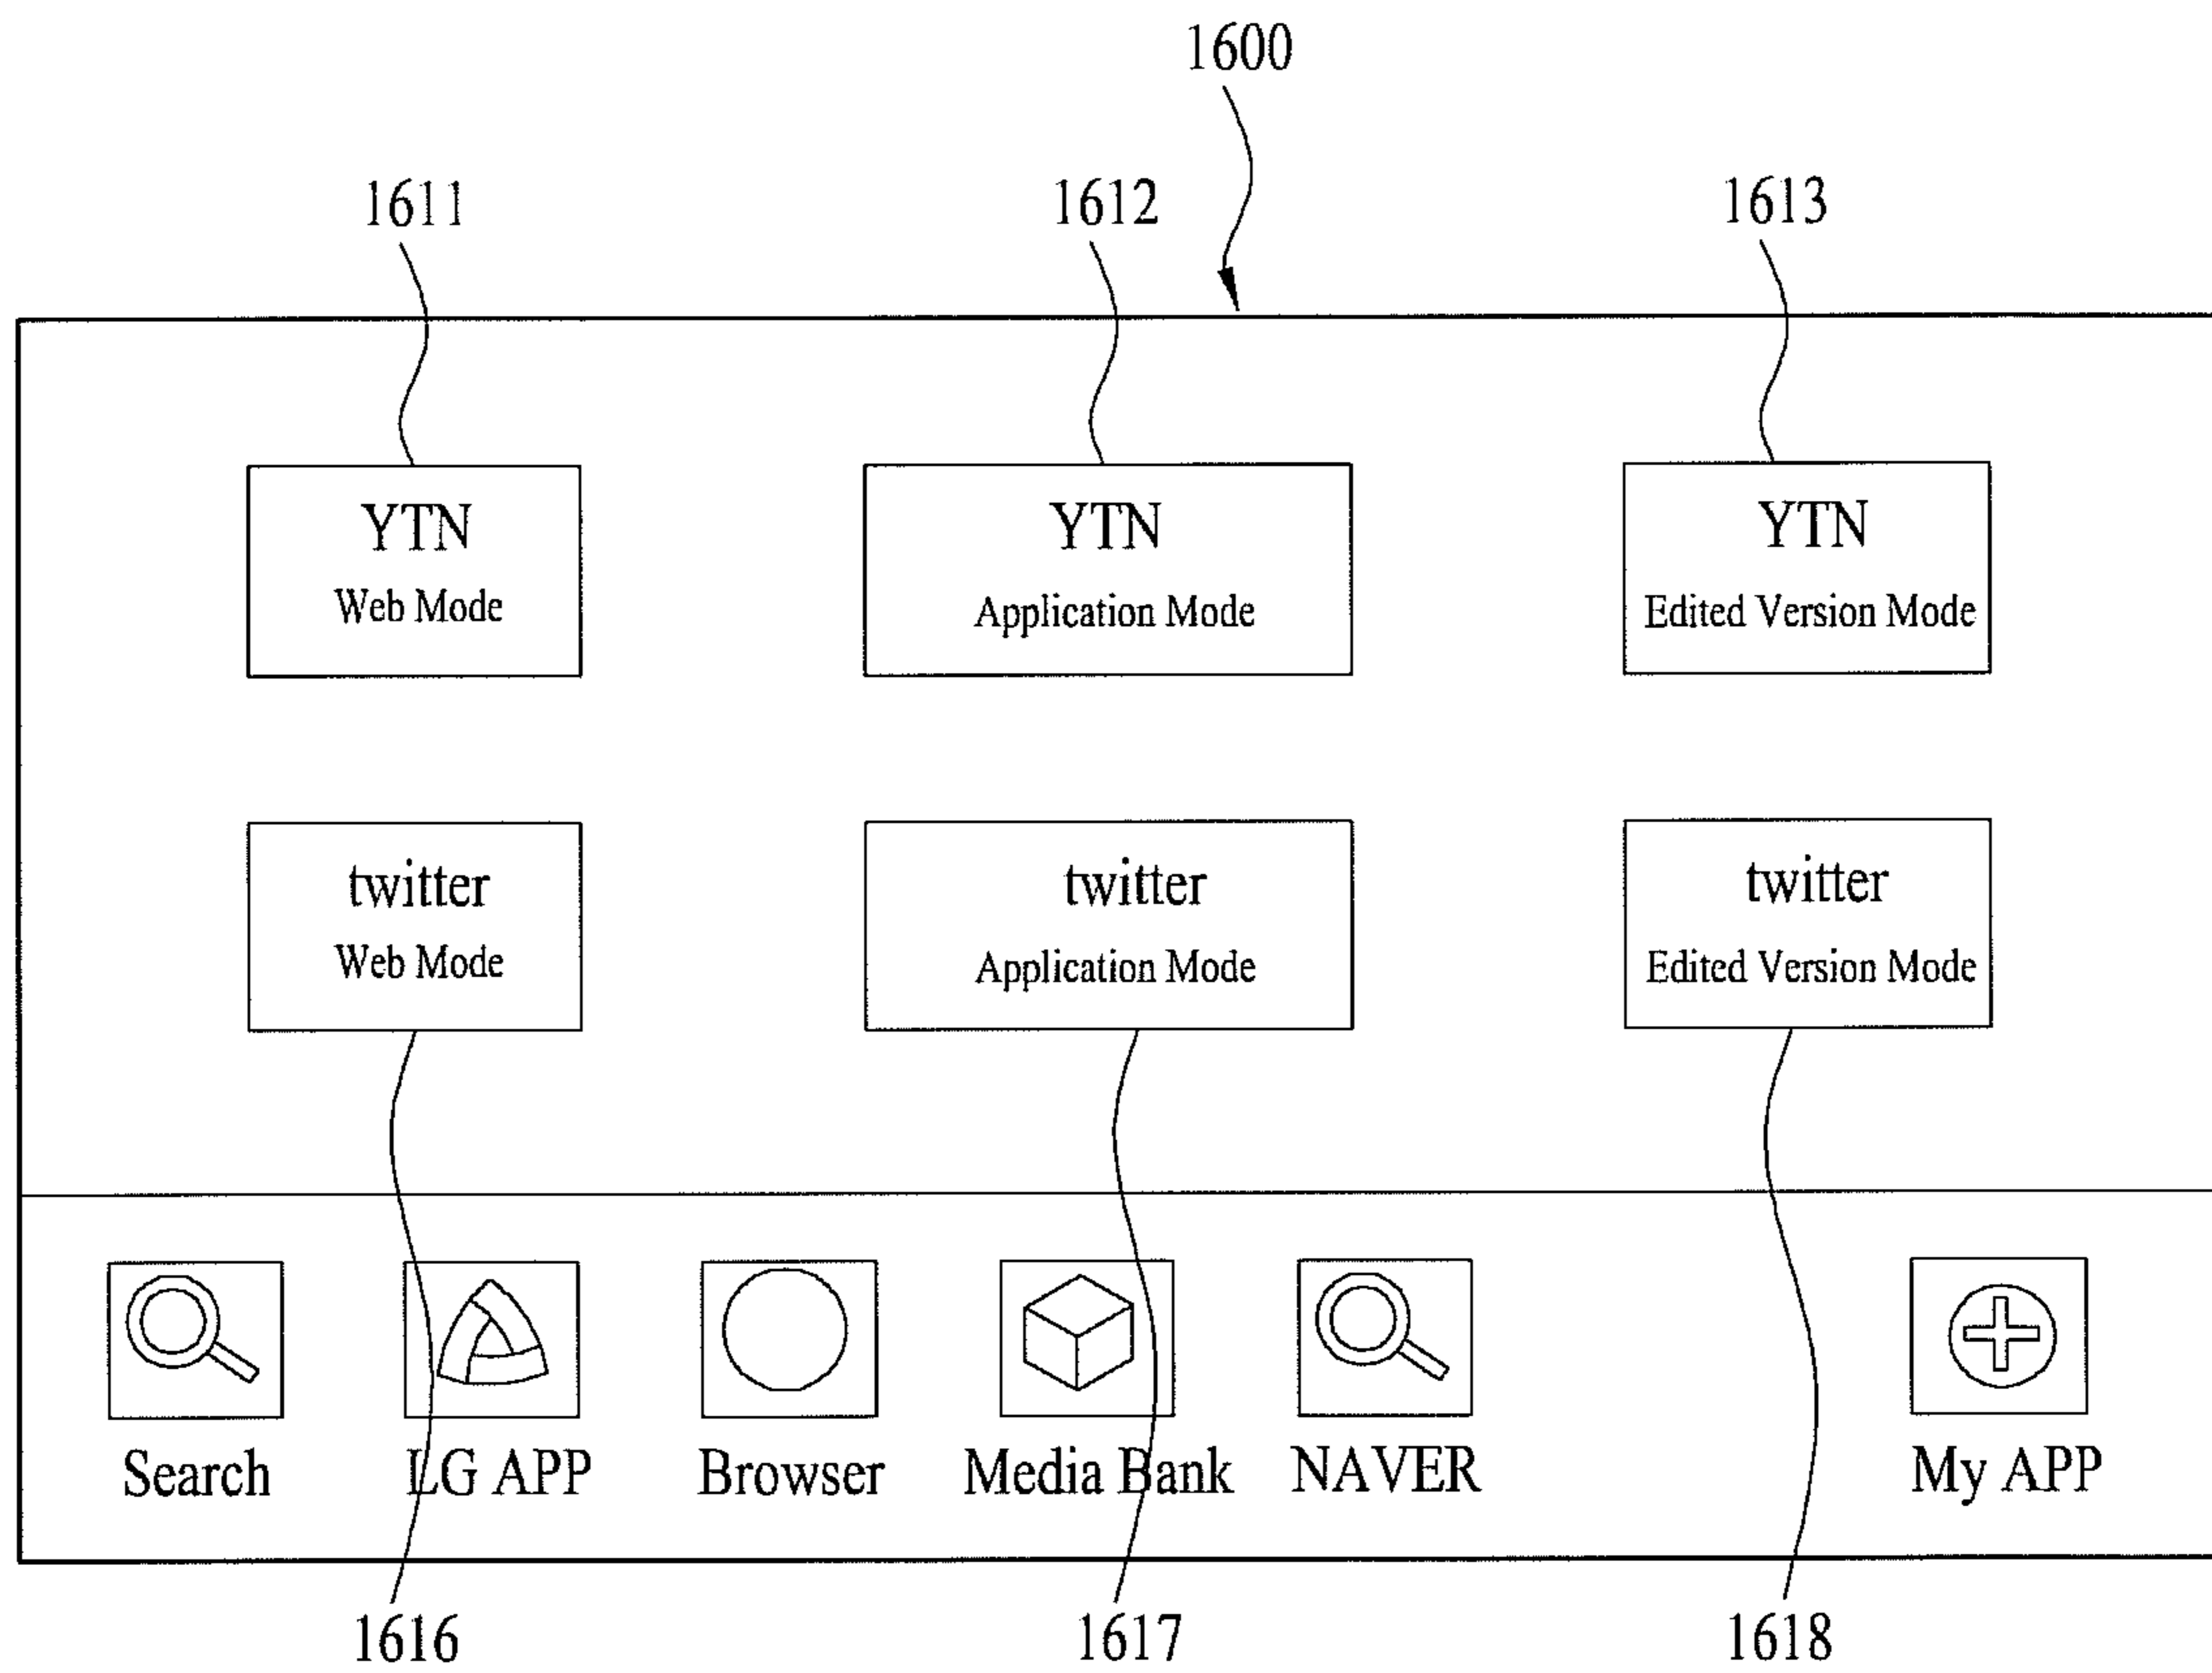 1600
1611
1612
1613
YTN
Web Mode
YTN
Application Mode
YTN
Edited Version Mode
twitter
Web Mode
twitter
Application Mode
twitter
Edited Version Mode
Search
LG APP
Browser
Media Bank
NAVER
My APP
1616
1617
1618